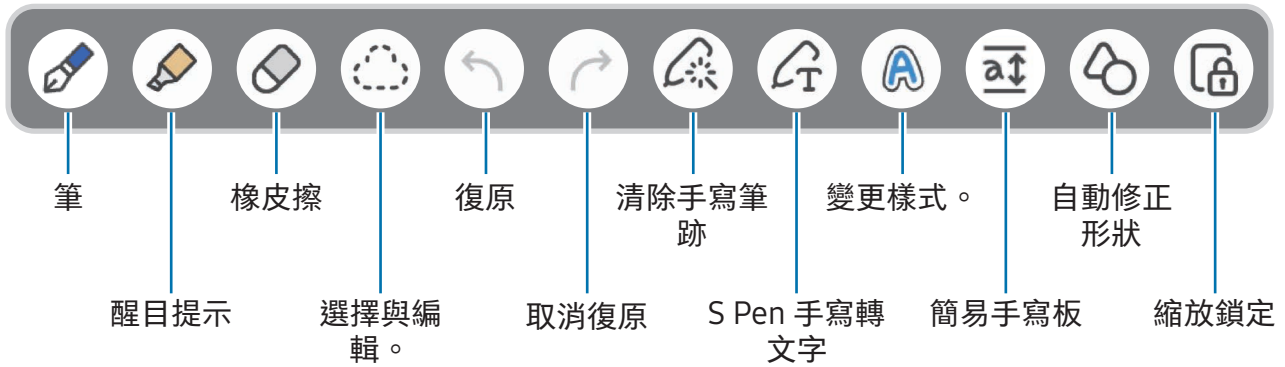 筆
橡皮擦
復原
清除手寫筆
跡
變更樣式。
自動修正
形狀
醒目提示
選擇與編
輯。
取消復原
S Pen 手寫轉
文字
簡易手寫板
縮放鎖定